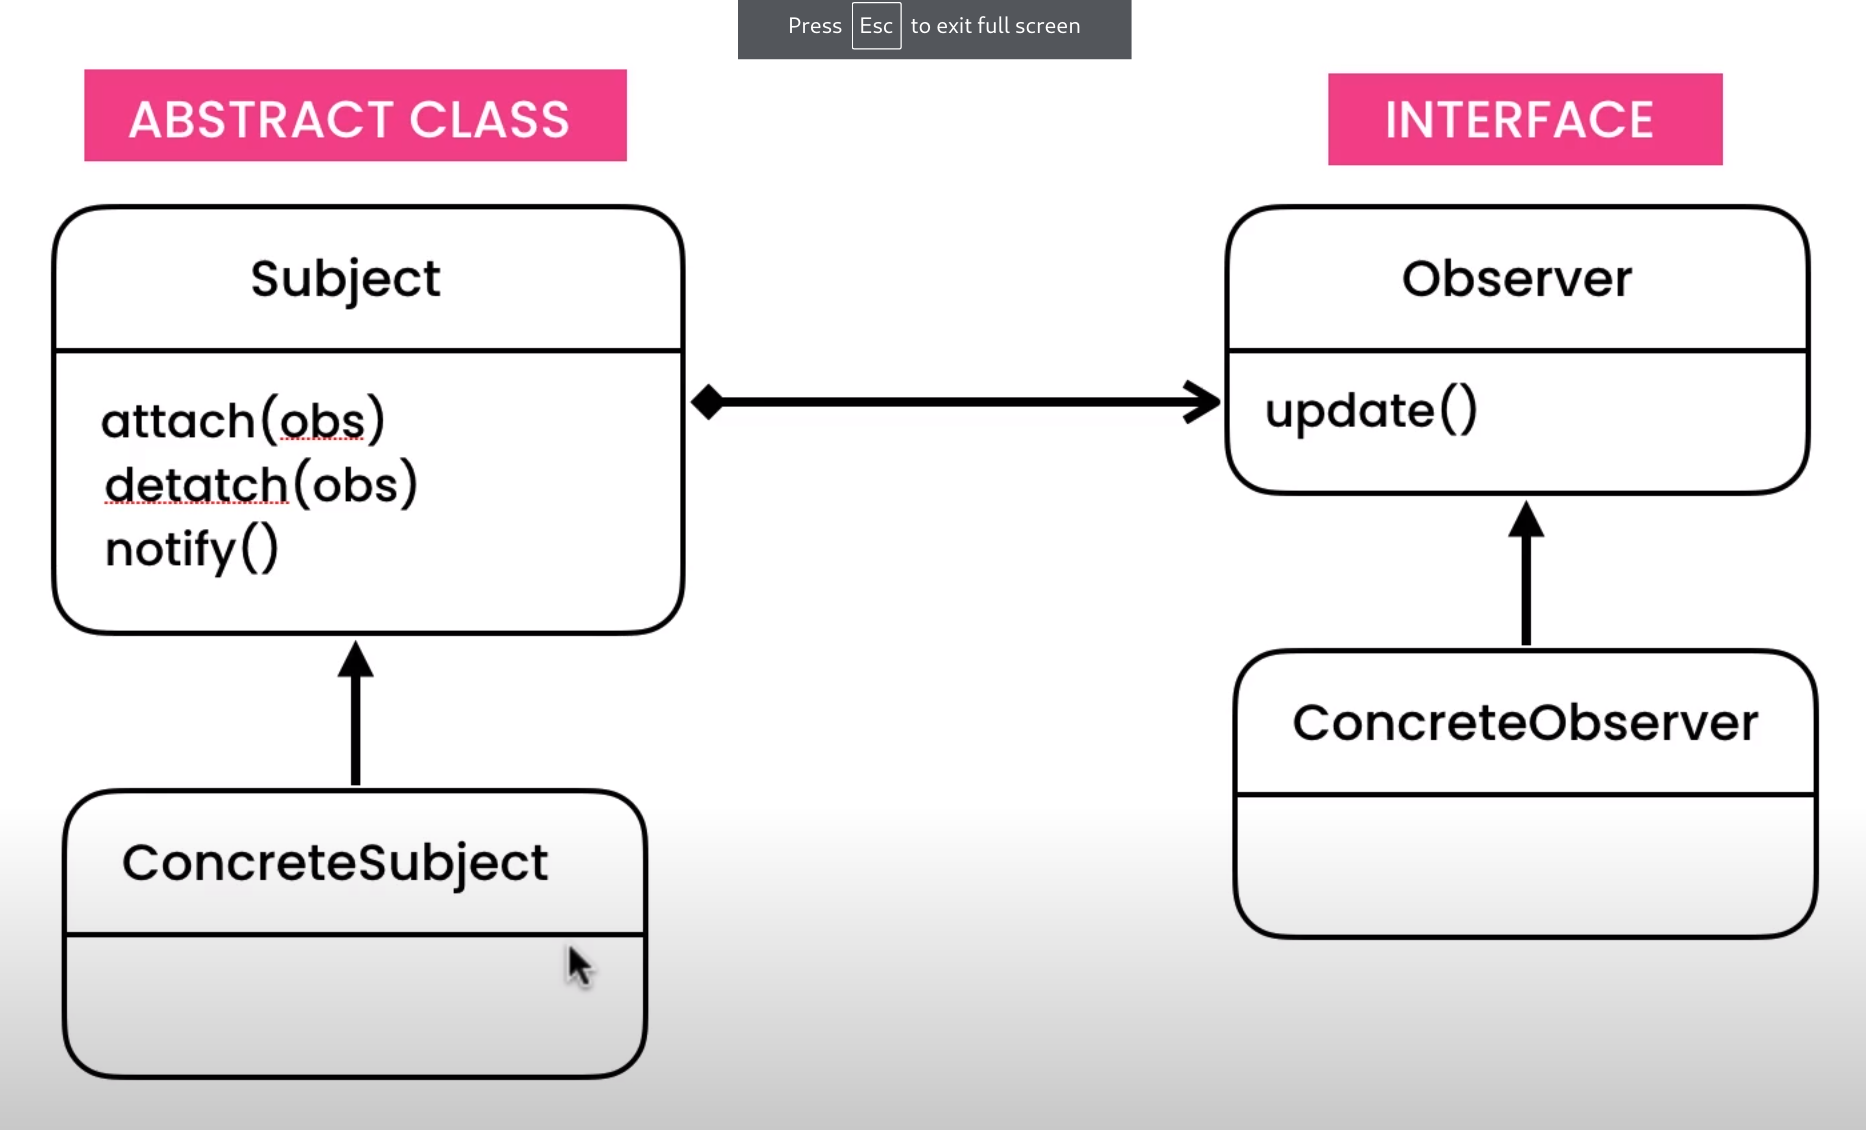 Press Esc to exit full screen
ABSTRACT CLASS
INTERFACE
Subject
attach(obs)
detatch(obs)
notify()
Observer
update()
ConcreteSubject
ConcreteObserver